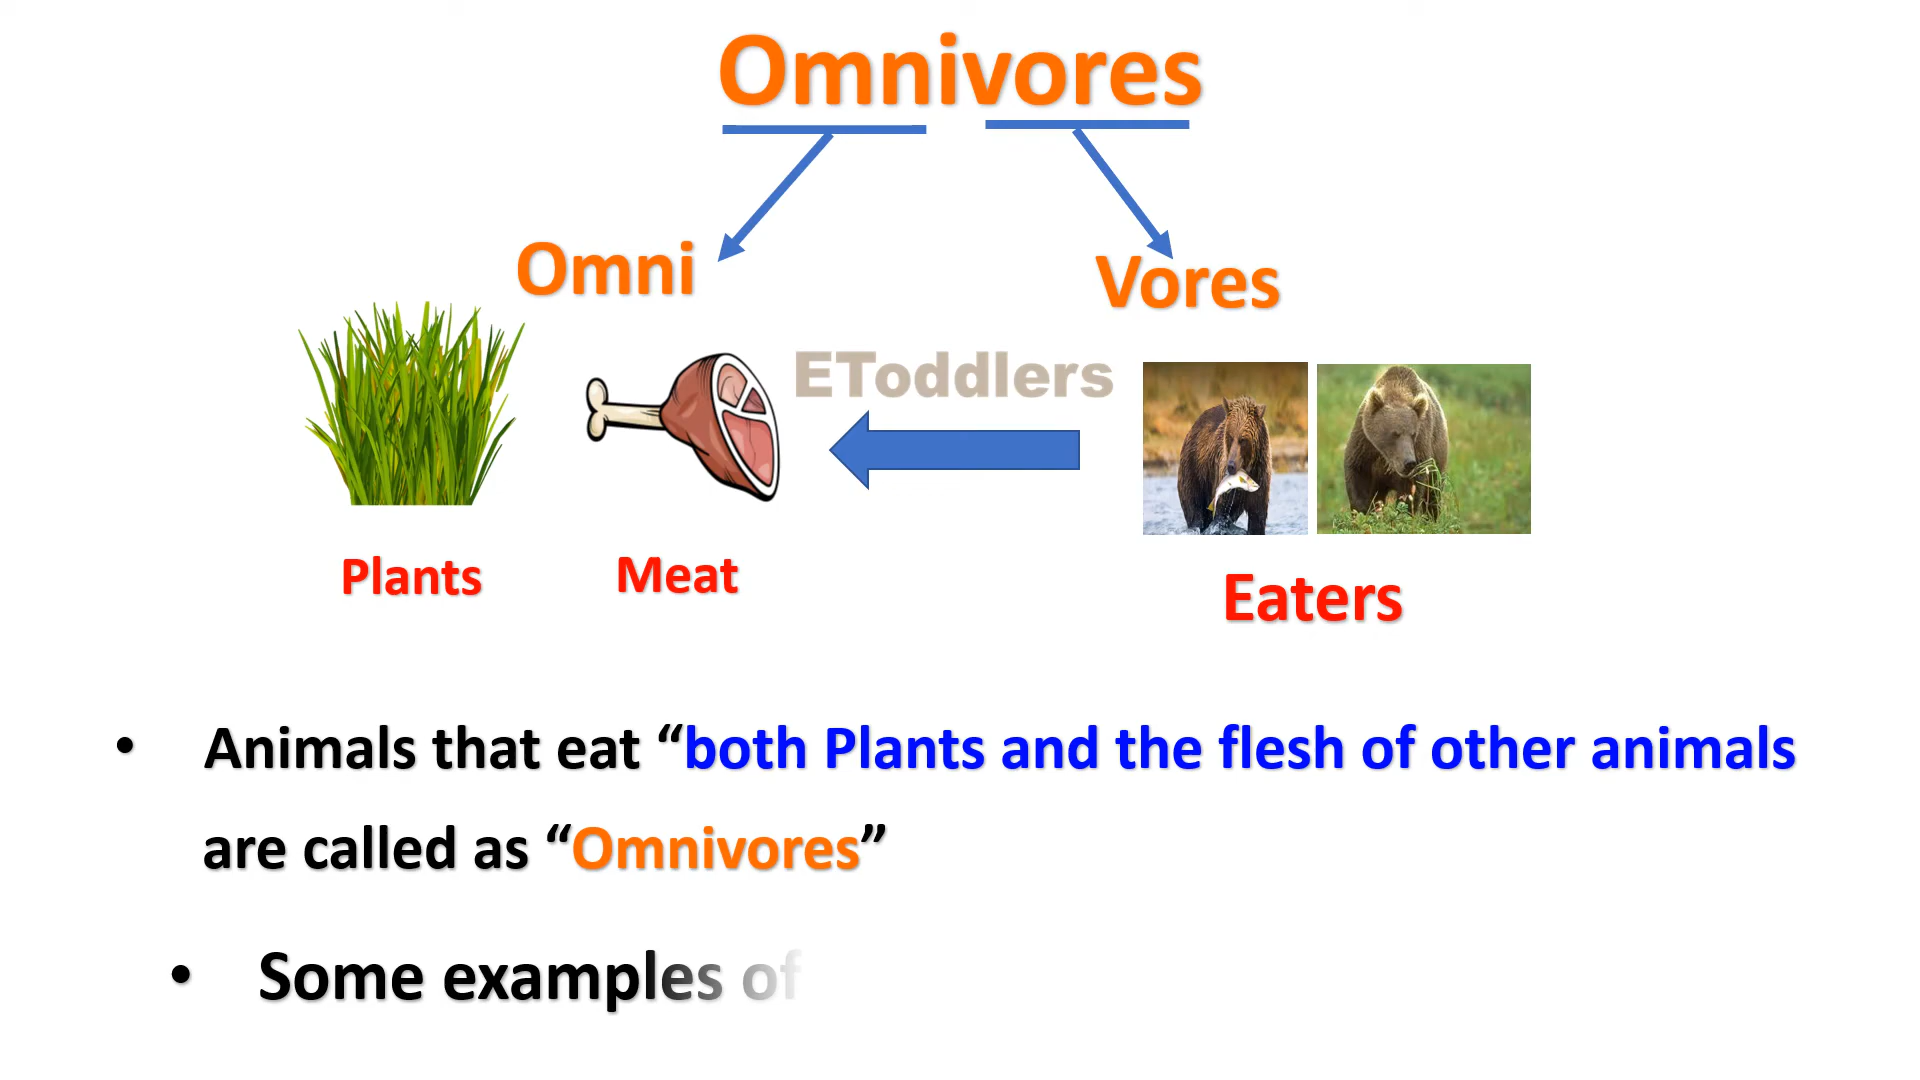 Omnivores
Omni
Vores
EToddlers
Plants
Meat
Eaters
• Animals that eat “both Plants and the flesh of other animals
are called as “Omnivores”
• Some examples of